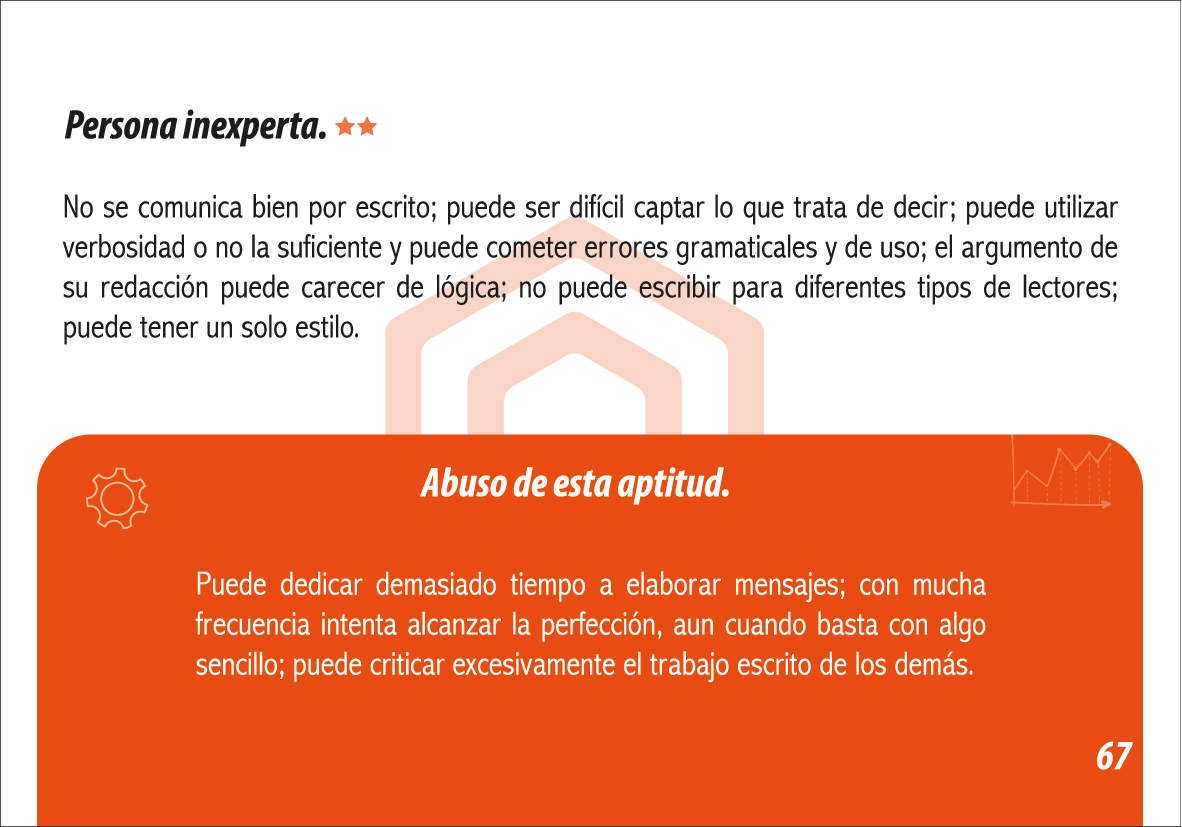 Persona inexperta.
No se comunica bien por escrito; puede ser difícil captar lo que trata de decir; puede utilizar
verbosidad o no la suficiente y puede cometer errores gramaticales y de uso; el argumento de
su redacción puede carecer de lógica; no puede escribir para diferentes tipos de lectores;
puede tener un solo estilo.
Abuso de esta aptitud.
Puede dedicar demasiado tiempo a elaborar mensajes; con mucha
frecuencia intenta alcanzar la perfección, aun cuando basta con algo
sencillo; puede criticar excesivamente el trabajo escrito de los demás.
67